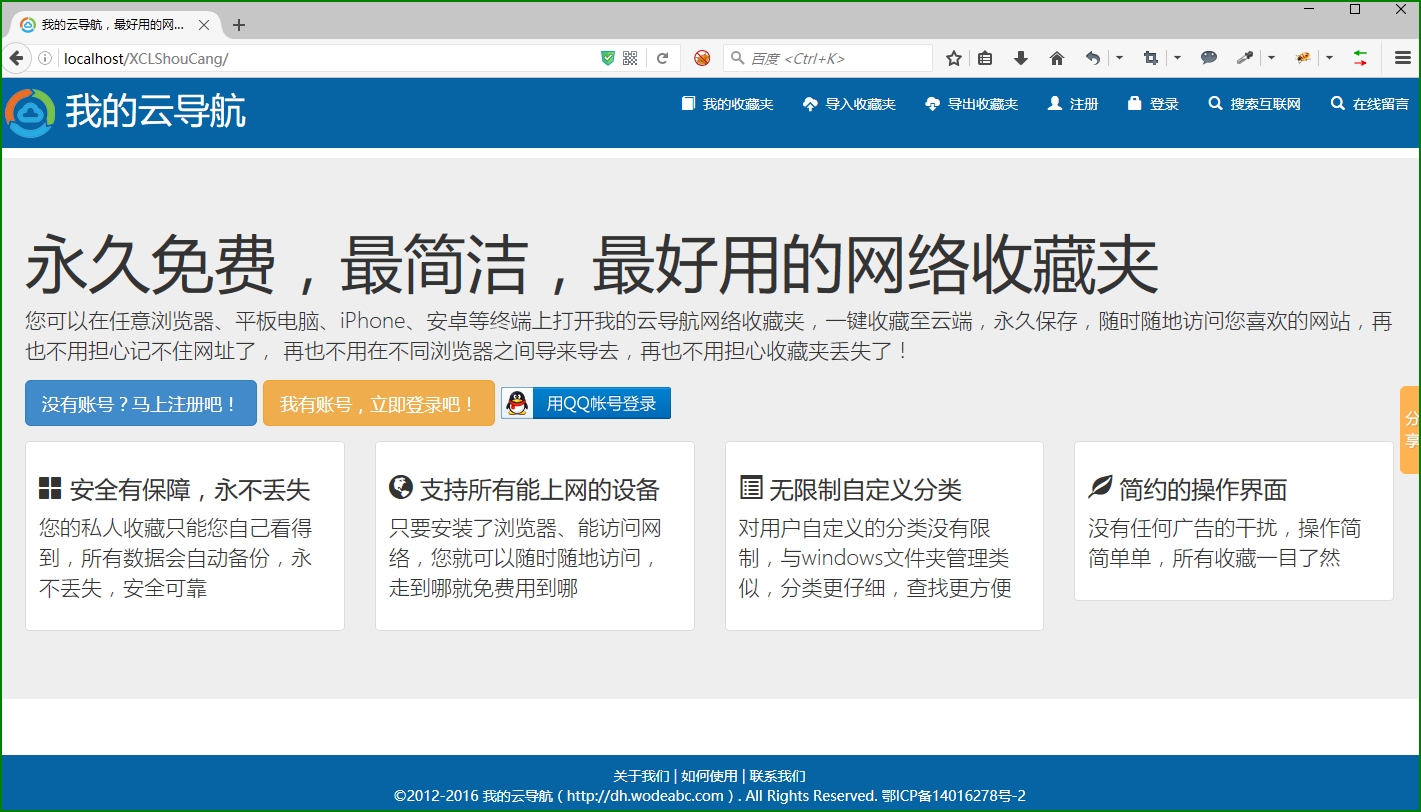 我的云导航，最好用的网...
localhost/XCLShouCang/
百度 <Ctrl+K>
我的云导航
我的收藏夹
导入收藏夹
导出收藏夹
注册
登录
搜索互联网
在线留言
永久免费，最简洁，最好用的网络收藏夹
您可以在任意浏览器、平板电脑、iPhone、安卓等终端上打开我的云导航网络收藏夹，一键收藏至云端，永久保存，随时随地访问您喜欢的网站，再
也不用担心记不住网址了， 再也不用在不同浏览器之间导来导去，再也不用担心收藏夹丢失了！
没有账号？马上注册吧！
我有账号，立即登录吧！
用QQ帐号登录
分
享
安全有保障，永不丢失
您的私人收藏只能您自己看得
到，所有数据会自动备份，永
不丢失，安全可靠
支持所有能上网的设备
只要安装了浏览器、能访问网
络，您就可以随时随地访问，
走到哪就免费用到哪
无限制自定义分类
对用户自定义的分类没有限
制，与windows文件夹管理类
似，分类更仔细，查找更方便
简约的操作界面
没有任何广告的干扰，操作简
简单单，所有收藏一目了然
关于我们 | 如何使用 | 联系我们
©2012-2016 我的云导航（http://dh.wodeabc.com）. All Rights Reserved. 鄂ICP备14016278号-2